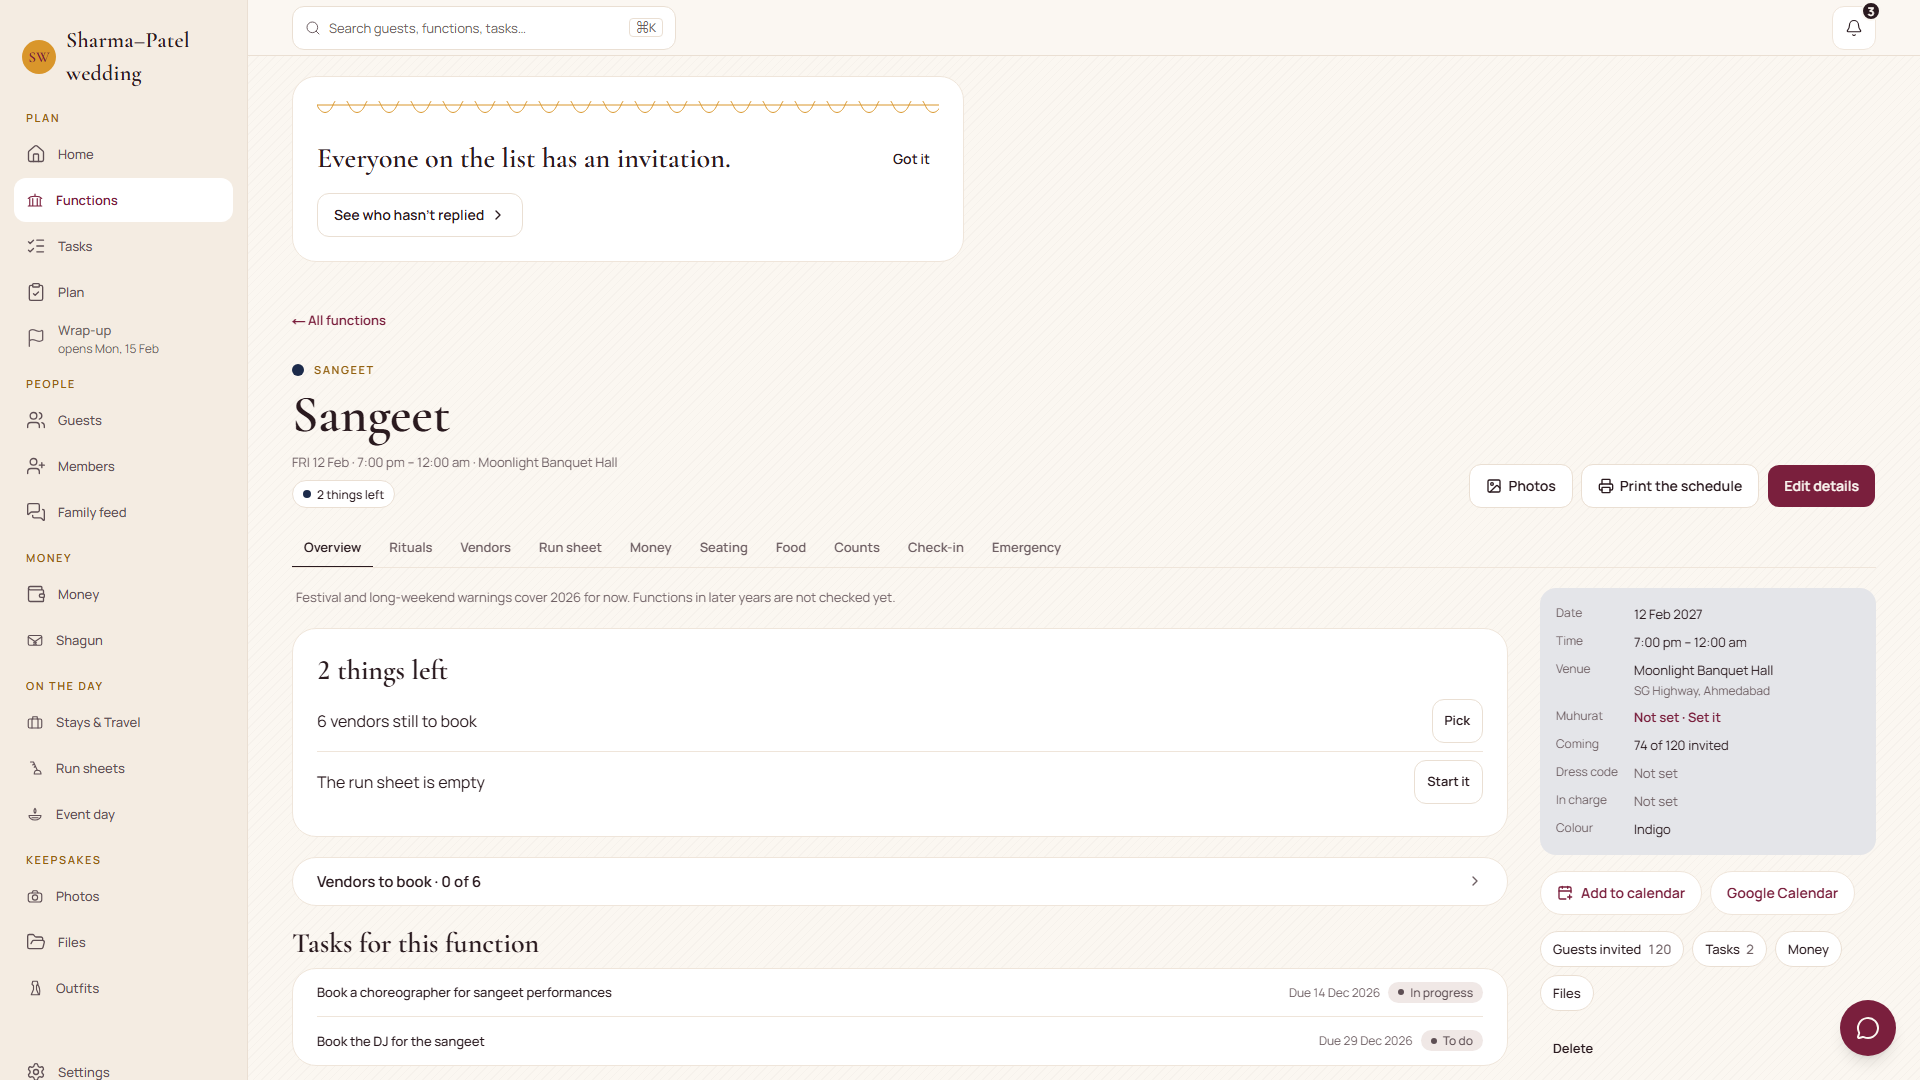 SW
Sharma–Patel
wedding
PLAN
Home
Functions
Tasks
Plan
Wrap-up
opens Mon, 15 Feb
PEOPLE
Guests
Members
Family feed
MONEY
Money
Shagun
ON THE DAY
Stays & Travel
Run sheets
Event day
KEEPSAKES
Photos
Files
Outfits
Settings
Search guests, functions, tasks… ⌘K
3
Everyone on the list has an invitation.
Got it
See who hasn't replied
← All functions
SANGEET
Sangeet
FRI 12 Feb · 7:00 pm – 12:00 am · Moonlight Banquet Hall
2 things left
Photos
Print the schedule
Edit details
Overview Rituals Vendors Run sheet Money Seating Food Counts Check-in Emergency
Festival and long-weekend warnings cover 2026 for now. Functions in later years are not checked yet.
2 things left
6 vendors still to book
Pick
The run sheet is empty
Start it
Vendors to book · 0 of 6
Tasks for this function
Book a choreographer for sangeet performances
Due 14 Dec 2026
In progress
Book the DJ for the sangeet
Due 29 Dec 2026
To do
Date 12 Feb 2027
Time 7:00 pm – 12:00 am
Venue Moonlight Banquet Hall
SG Highway, Ahmedabad
Muhurat Not set · Set it
Coming 74 of 120 invited
Dress code Not set
In charge Not set
Colour Indigo
Add to calendar
Google Calendar
Guests invited 120
Tasks 2
Money
Files
Delete